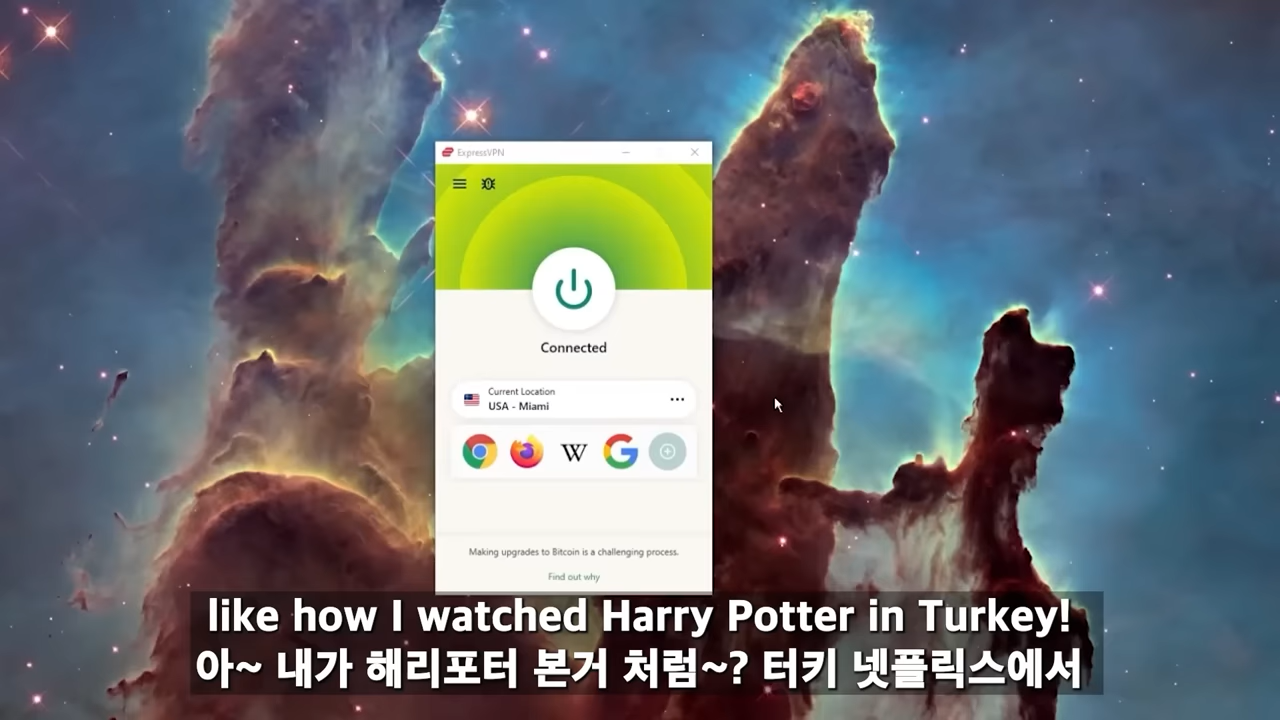 ExpressVPN
Connected
Current Location
USA - Miami
W
G
Making upgrades to Bitcoin is a challenging process.
Find out why
like how I watched Harry Potter in Turkey!
아~ 내가 해리포터 본거 처럼~? 터키 넷플릭스에서